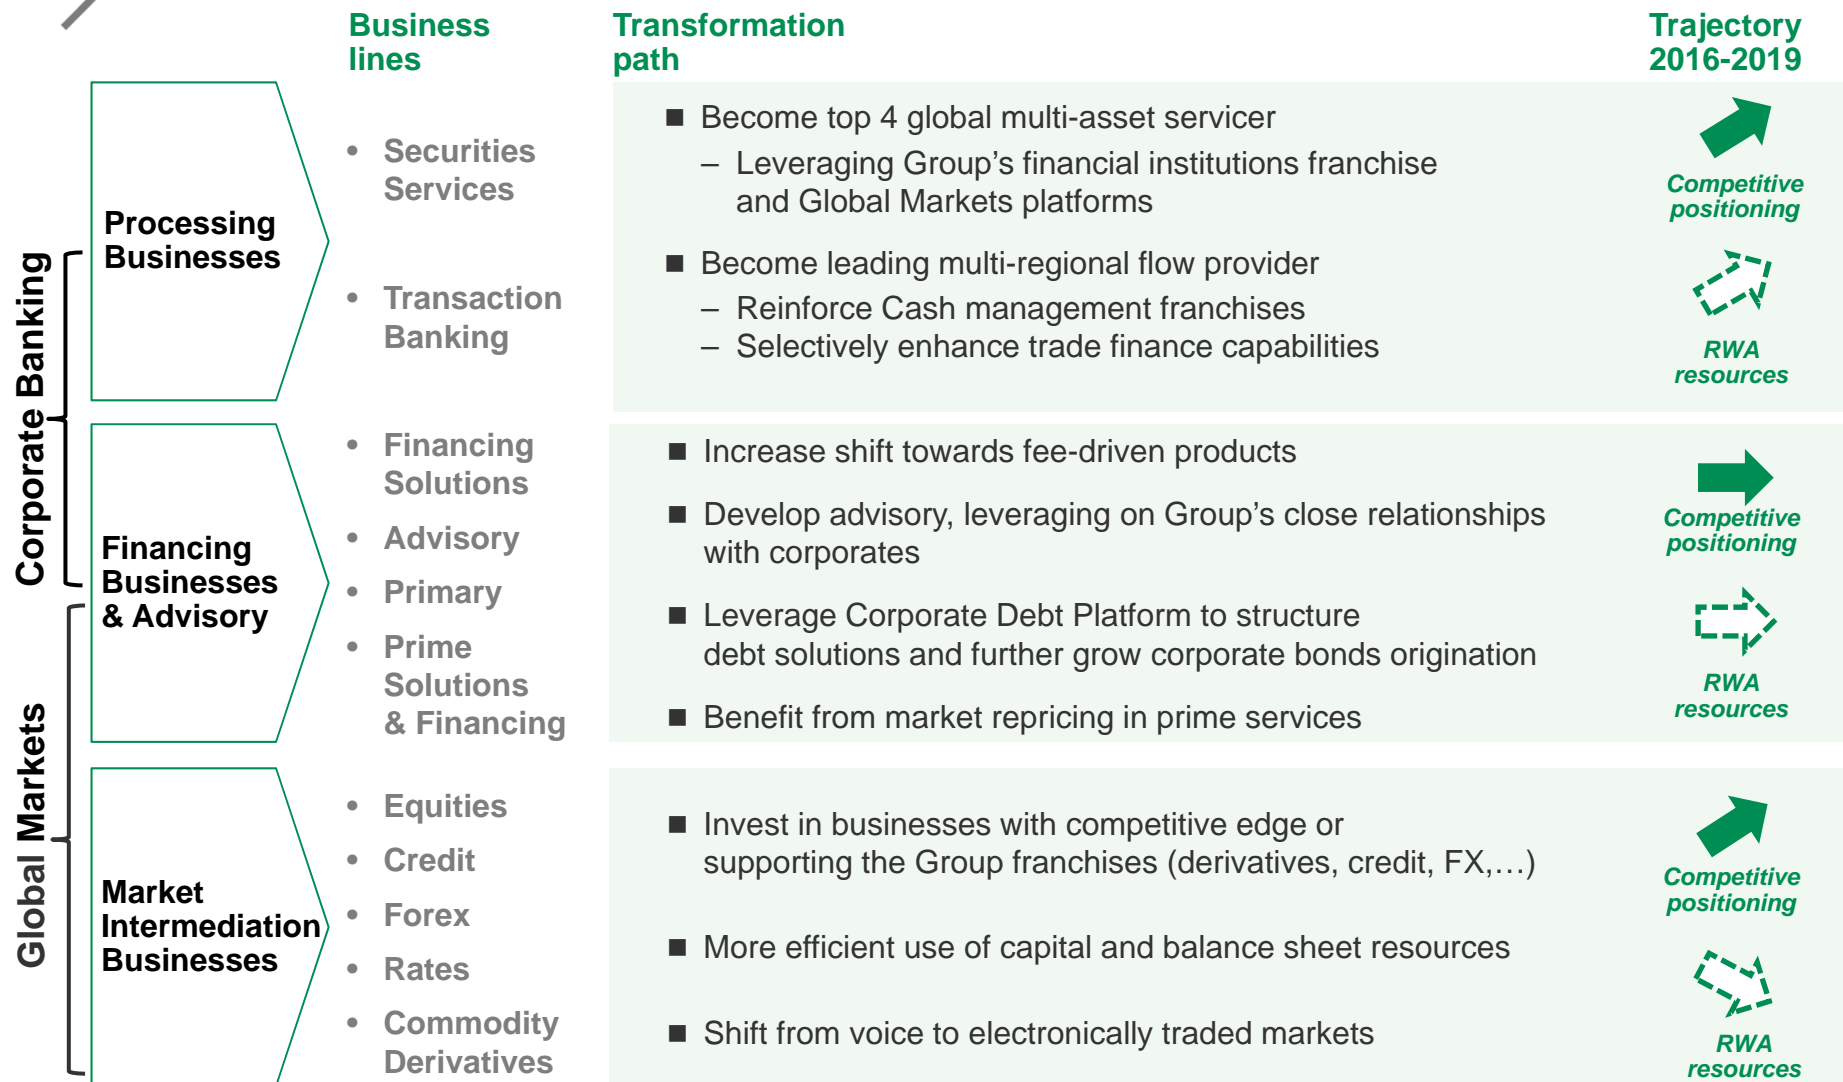 Business lines
Transformation path
Trajectory 2016-2019
Corporate Banking
Global Markets
Processing
Businesses
• Securities
Services
• Transaction
Banking
■ Become top 4 global multi-asset servicer
– Leveraging Group’s financial institutions franchise
and Global Markets platforms
■ Become leading multi-regional flow provider
– Reinforce Cash management franchises
– Selectively enhance trade finance capabilities
Competitive
positioning
RWA
resources
Financing
Businesses
& Advisory
• Financing
Solutions
• Advisory
• Primary
• Prime
Solutions
& Financing
■ Increase shift towards fee-driven products
■ Develop advisory, leveraging on Group’s close relationships
with corporates
■ Leverage Corporate Debt Platform to structure
debt solutions and further grow corporate bonds origination
■ Benefit from market repricing in prime services
Competitive
positioning
RWA
resources
Market
Intermediation
Businesses
• Equities
• Credit
• Forex
• Rates
• Commodity
Derivatives
■ Invest in businesses with competitive edge or
supporting the Group franchises (derivatives, credit, FX,…)
■ More efficient use of capital and balance sheet resources
■ Shift from voice to electronically traded markets
Competitive
positioning
RWA
resources